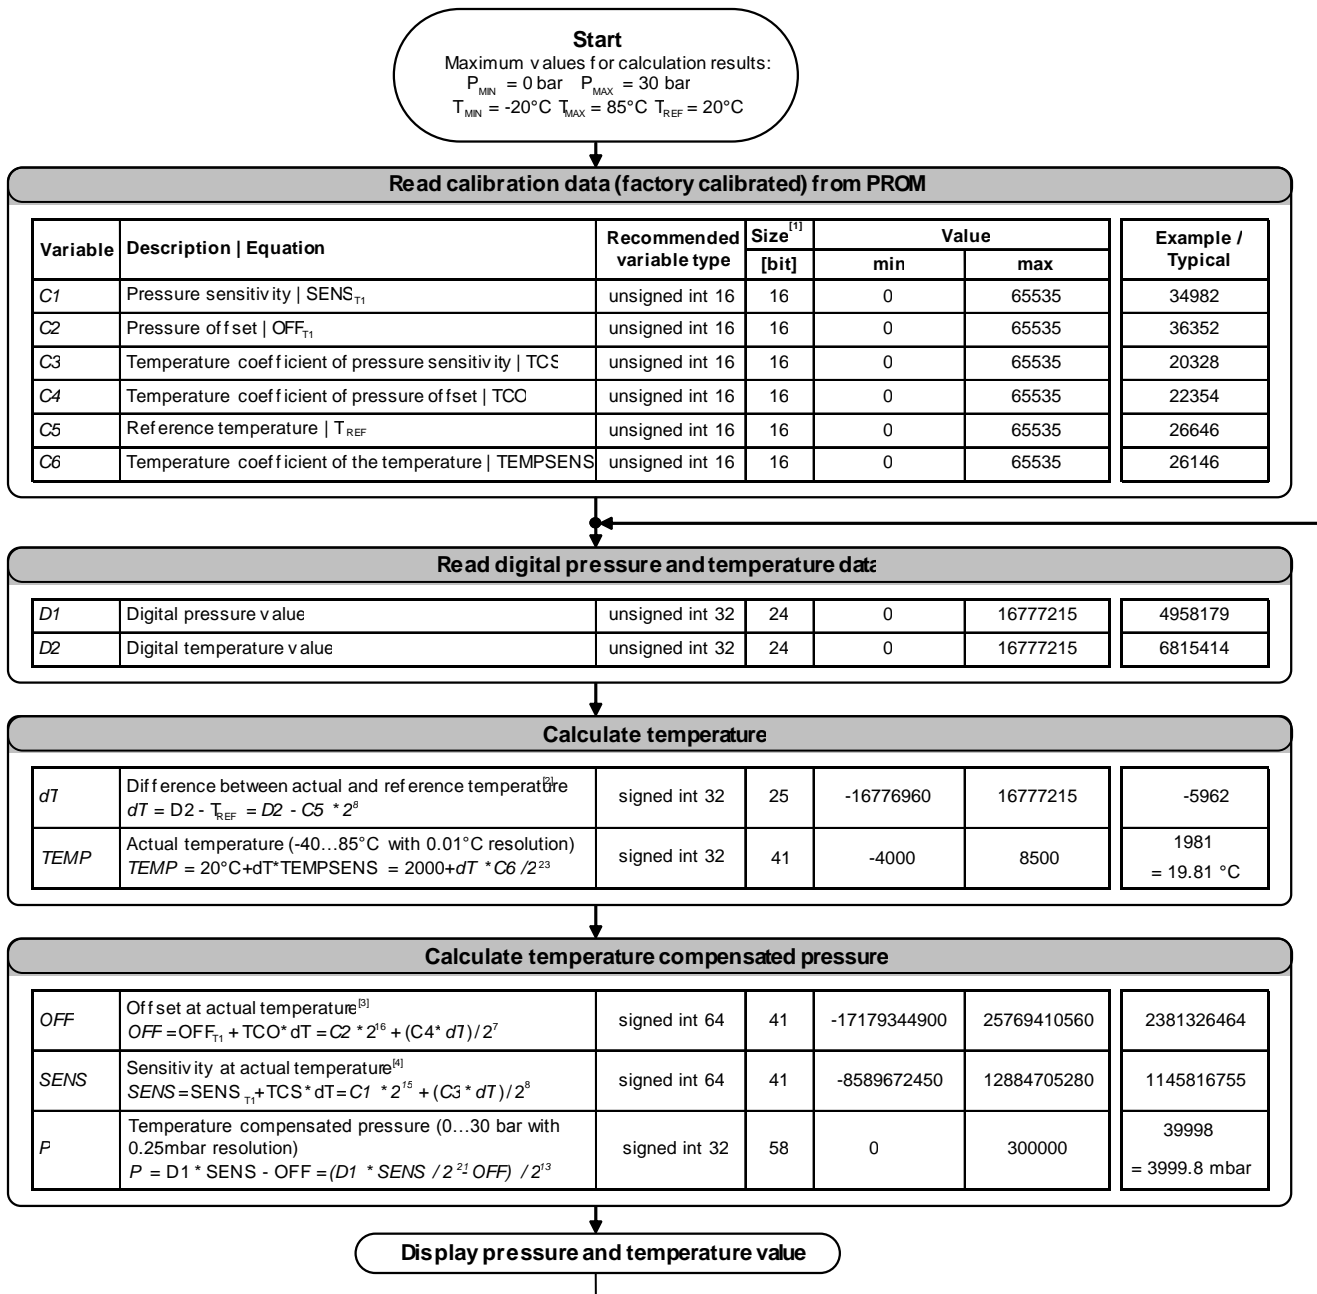 Start
Maximum values for calculation results:
P_MIN = 0 bar P_MAX = 30 bar
T_MIN = -20°C T_MAX = 85°C T_REF = 20°C
Read calibration data (factory calibrated) from PROM
Variable | Description | Equation | Recommended variable type | Size[1] [bit] | Value min | max | Example / Typical
C1 Pressure sensitivity | SENS_T1 unsigned int 16 16 0 65535 34982
C2 Pressure offset | OFF_T1 unsigned int 16 16 0 65535 36352
C3 Temperature coefficient of pressure sensitivity | TCS unsigned int 16 16 0 65535 20328
C4 Temperature coefficient of pressure offset | TCO unsigned int 16 16 0 65535 22354
C5 Reference temperature | T_REF unsigned int 16 16 0 65535 26646
C6 Temperature coefficient of the temperature | TEMPSENS unsigned int 16 16 0 65535 26146
Read digital pressure and temperature data
D1 Digital pressure value unsigned int 32 24 0 16777215 4958179
D2 Digital temperature value unsigned int 32 24 0 16777215 6815414
Calculate temperature
dT Difference between actual and reference temperature[2]
dT = D2 - T_REF = D2 - C5 * 2^8
signed int 32 25 -16776960 16777215 -5962
TEMP Actual temperature (-40…85°C with 0.01°C resolution)
TEMP = 20°C+dT*TEMPSENS = 2000+dT *C6 /2^23
signed int 32 41 -4000 8500 1981
= 19.81 °C
Calculate temperature compensated pressure
OFF Offset at actual temperature[3]
OFF =OFF_T1 + TCO* dT =C2 *2^16 + (C4* dT)/2^7
signed int 64 41 -17179344900 25769410560 2381326464
SENS Sensitivity at actual temperature[4]
SENS=SENS_T1+TCS* dT=C1 *2^15 + (C3* dT)/2^8
signed int 64 41 -8589672450 12884705280 1145816755
P Temperature compensated pressure (0…30 bar with
0.25mbar resolution)
P = D1 * SENS - OFF =(D1 * SENS /2^21 - OFF) /2^13
signed int 32 58 0 300000 39998
= 3999.8 mbar
Display pressure and temperature value